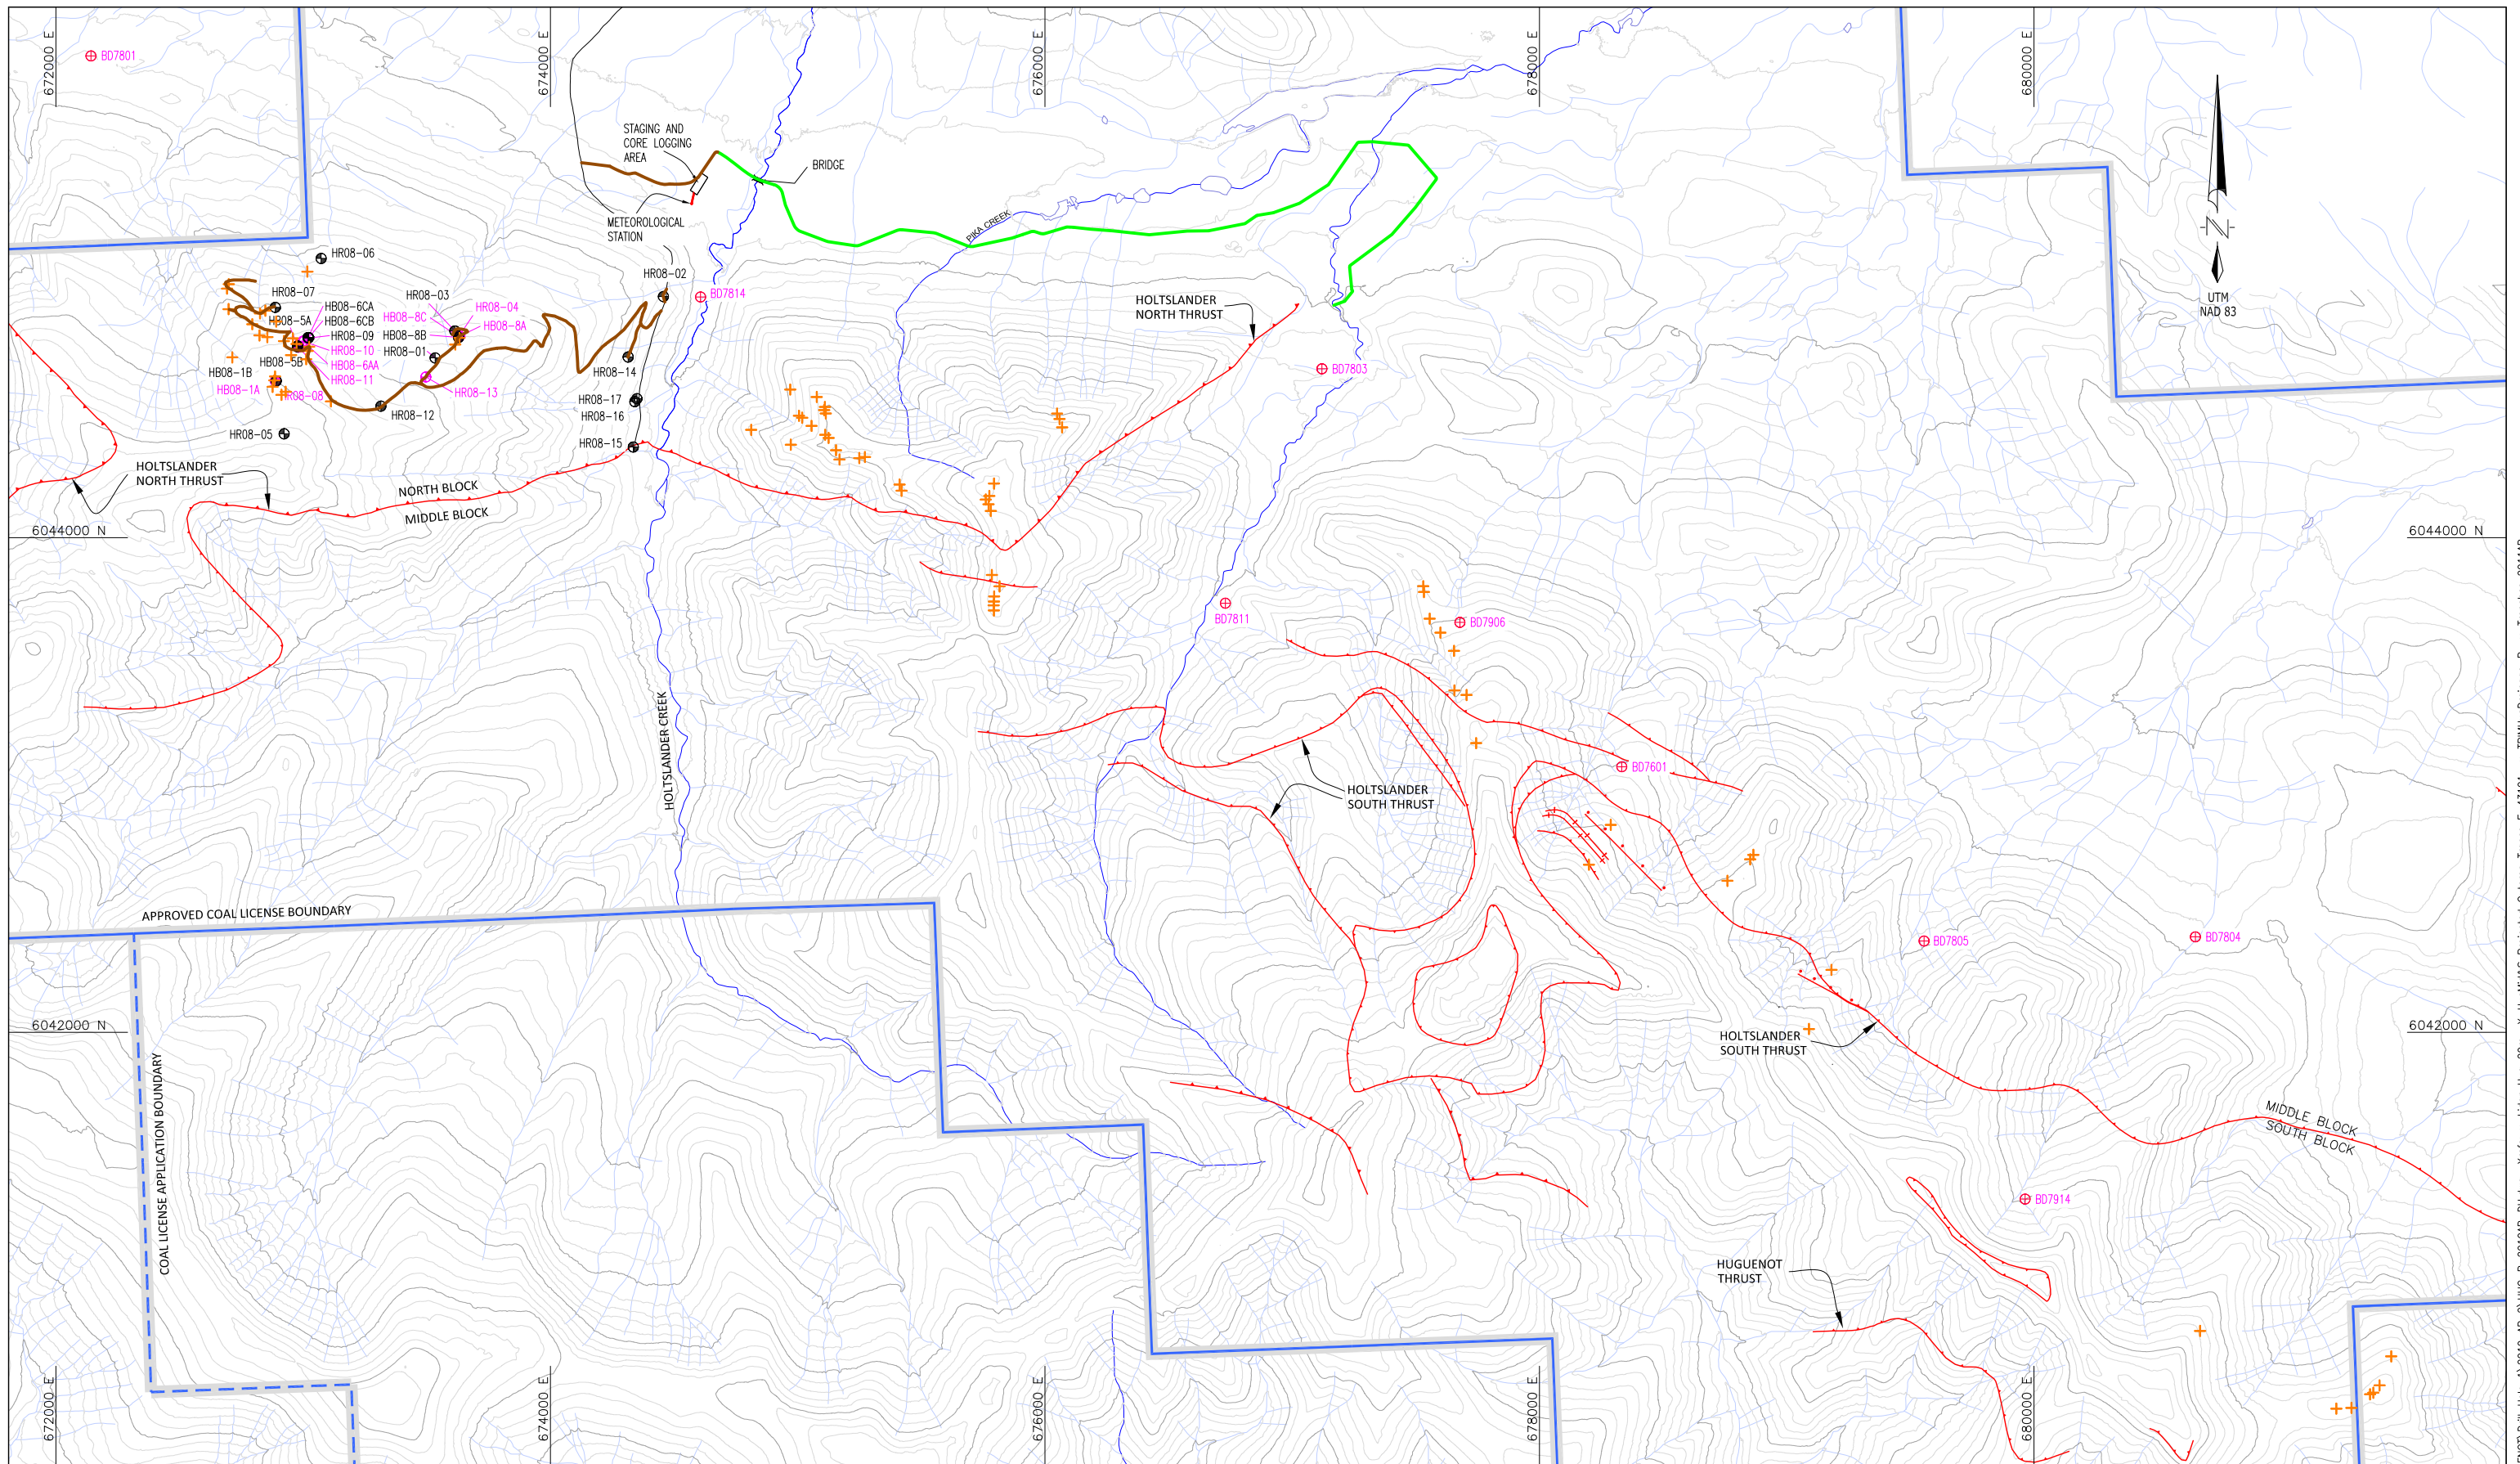 672000 E
674000 E
676000 E
678000 E
680000 E
BD7801
STAGING AND
CORE LOGGING
AREA
BRIDGE
METEOROLOGICAL
STATION
PIKA CREEK
UTM
NAD 83
HR08-06
HR08-02
BD7814
HR08-07
HB08-6CA
HB08-6CB
HR08-5A
HR08-09
HR08-10
HB08-5B
HB08-6AA
HR08-11
HB08-1B
HB08-1A
HR08-08
HR08-03
HR08-04
HB08-8C
HB08-8A
HB08-8B
HR08-01
HR08-13
HR08-12
HR08-05
HR08-14
HR08-17
HR08-16
HR08-15
HOLTSLANDER
NORTH THRUST
BD7803
HOLTSLANDER
NORTH THRUST
NORTH BLOCK
MIDDLE BLOCK
6044000 N
6044000 N
BD7811
BD7906
HOLTSLANDER CREEK
BD7601
HOLTSLANDER
SOUTH THRUST
APPROVED COAL LICENSE BOUNDARY
BD7805
BD7804
6042000 N
6042000 N
HOLTSLANDER
SOUTH THRUST
COAL LICENSE APPLICATION BOUNDARY
MIDDLE BLOCK
SOUTH BLOCK
BD7914
HUGUENOT
THRUST
672000 E
674000 E
676000 E
678000 E
680000 E